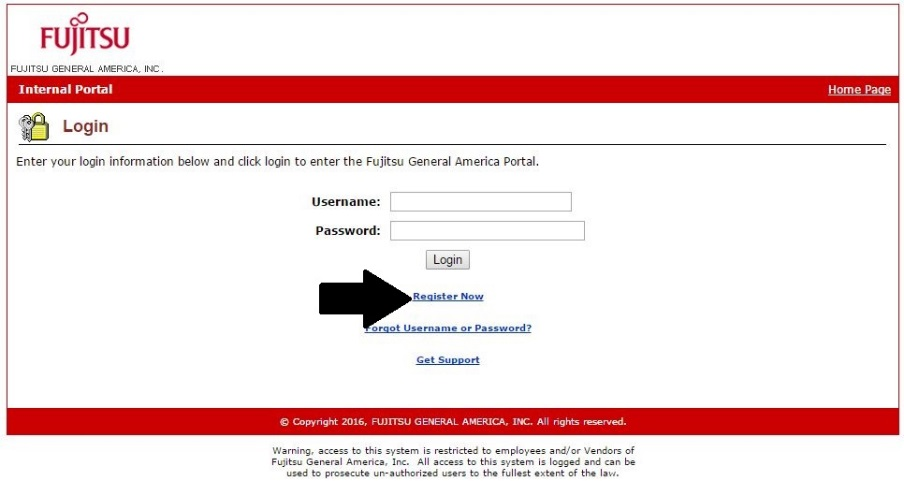 FUJITSU
FUJITSU GENERAL AMERICA, INC.
Internal Portal
Home Page
Login
Enter your login information below and click login to enter the Fujitsu General America Portal.
Username:
Password:
Login
Register Now
Forgot Username or Password?
Get Support
© Copyright 2016, FUJITSU GENERAL AMERICA, INC. All rights reserved.
Warning, access to this system is restricted to employees and/or Vendors of
Fujitsu General America, Inc. All access to this system is logged and can be
used to prosecute un-authorized users to the fullest extent of the law.